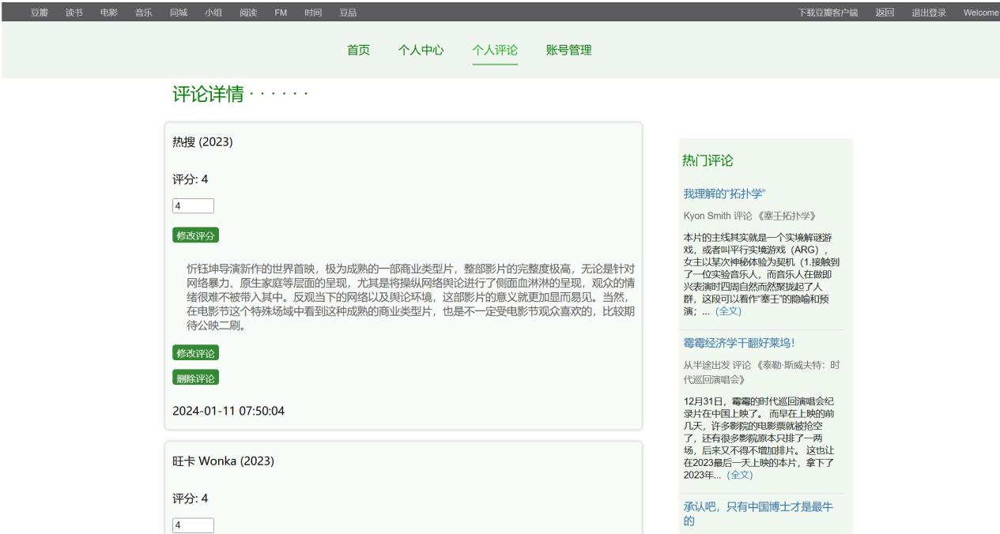 豆瓣 读书 电影 音乐 同城 小组 阅读 FM 时间 豆品 下载豆瓣客户端 返回 退出登录 Welcome
首页 个人中心 个人评论 账号管理
评论详情 · · · · · ·
热搜 (2023)
评分: 4
4
修改评分
忻钰坤导演新作的世界首映，极为成熟的一部商业类型片，整部影片的完整度极高，无论是针对
网络暴力、原生家庭等层面的呈现，尤其是将操纵网络舆论进行了侧面血淋淋的呈现，观众的情
绪很难不被带入其中。反观当下的网络以及舆论环境，这部影片的意义就更加显而易见。当然，
在电影节这个特殊场域中看到这种成熟的商业类型片，也是不一定受电影节观众喜欢的，比较期
待公映二刷。
修改评论
删除评论
2024-01-11 07:50:04
旺卡 Wonka (2023)
评分: 4
4
热门评论
我理解的“拓扑学”
Kyon Smith 评论 《塞壬拓扑学》
本片的主线其实就是一个实境解谜游
戏，或者叫平行实境游戏（ARG），
女主以某次神秘体验为契机（1.接触到
了一位实验音乐人，而音乐人在做即
兴表演时四周自然而然聚拢起了人
群，这段可以看作“塞壬”的隐喻和预
演；... (全文)
霉霉经济学干翻好莱坞！
从半途出发 评论 《泰勒·斯威夫特：时
代巡回演唱会》
12月31日，霉霉的时代巡回演唱会纪
录片在中国上映了。 而早在上映的前
几天，许多影院的电影票就被抢空
了，还有很多影院原本只排了一两
场，后来又不得不增加排片。 这也让
在2023最后一天上映的本片，拿下了
2023年... (全文)
承认吧，只有中国博士才是最牛
的